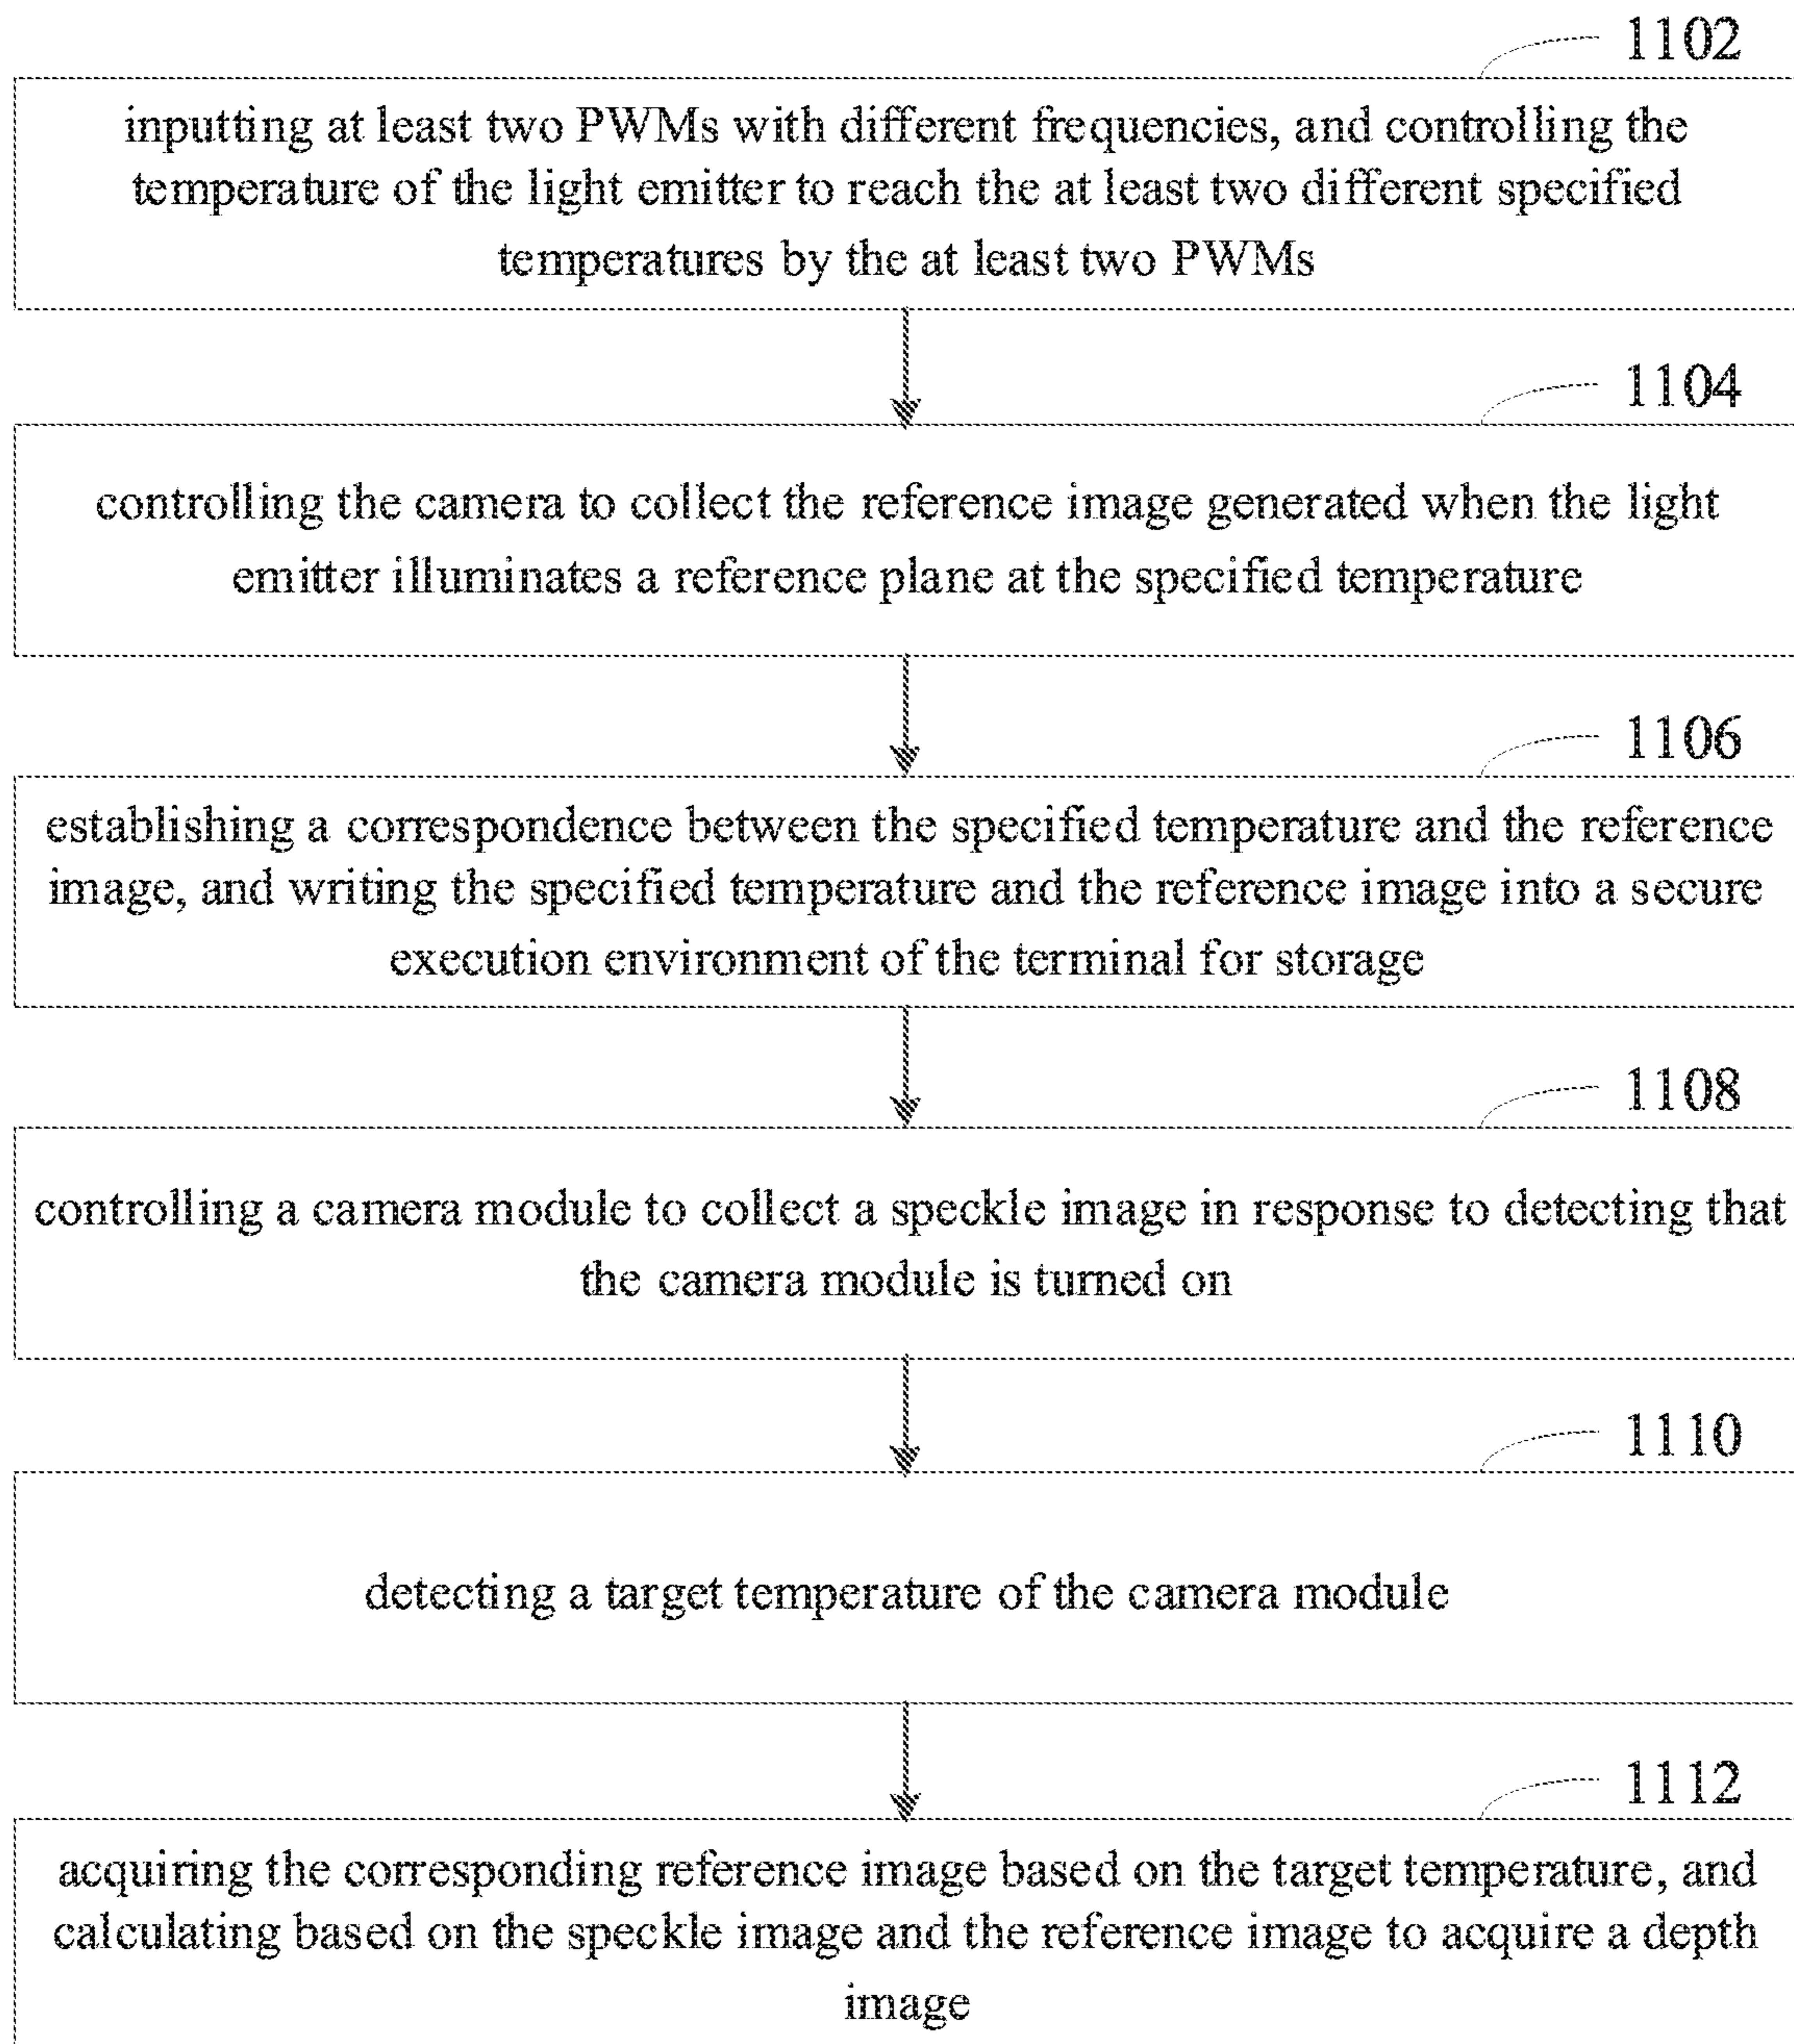 1102
inputting at least two PWMs with different frequencies, and controlling the
temperature of the light emitter to reach the at least two different specified
temperatures by the at least two PWMs
1104
controlling the camera to collect the reference image generated when the light
emitter illuminates a reference plane at the specified temperature
1106
establishing a correspondence between the specified temperature and the reference
image, and writing the specified temperature and the reference image into a secure
execution environment of the terminal for storage
1108
controlling a camera module to collect a speckle image in response to detecting that
the camera module is turned on
1110
detecting a target temperature of the camera module
1112
acquiring the corresponding reference image based on the target temperature, and
calculating based on the speckle image and the reference image to acquire a depth
image